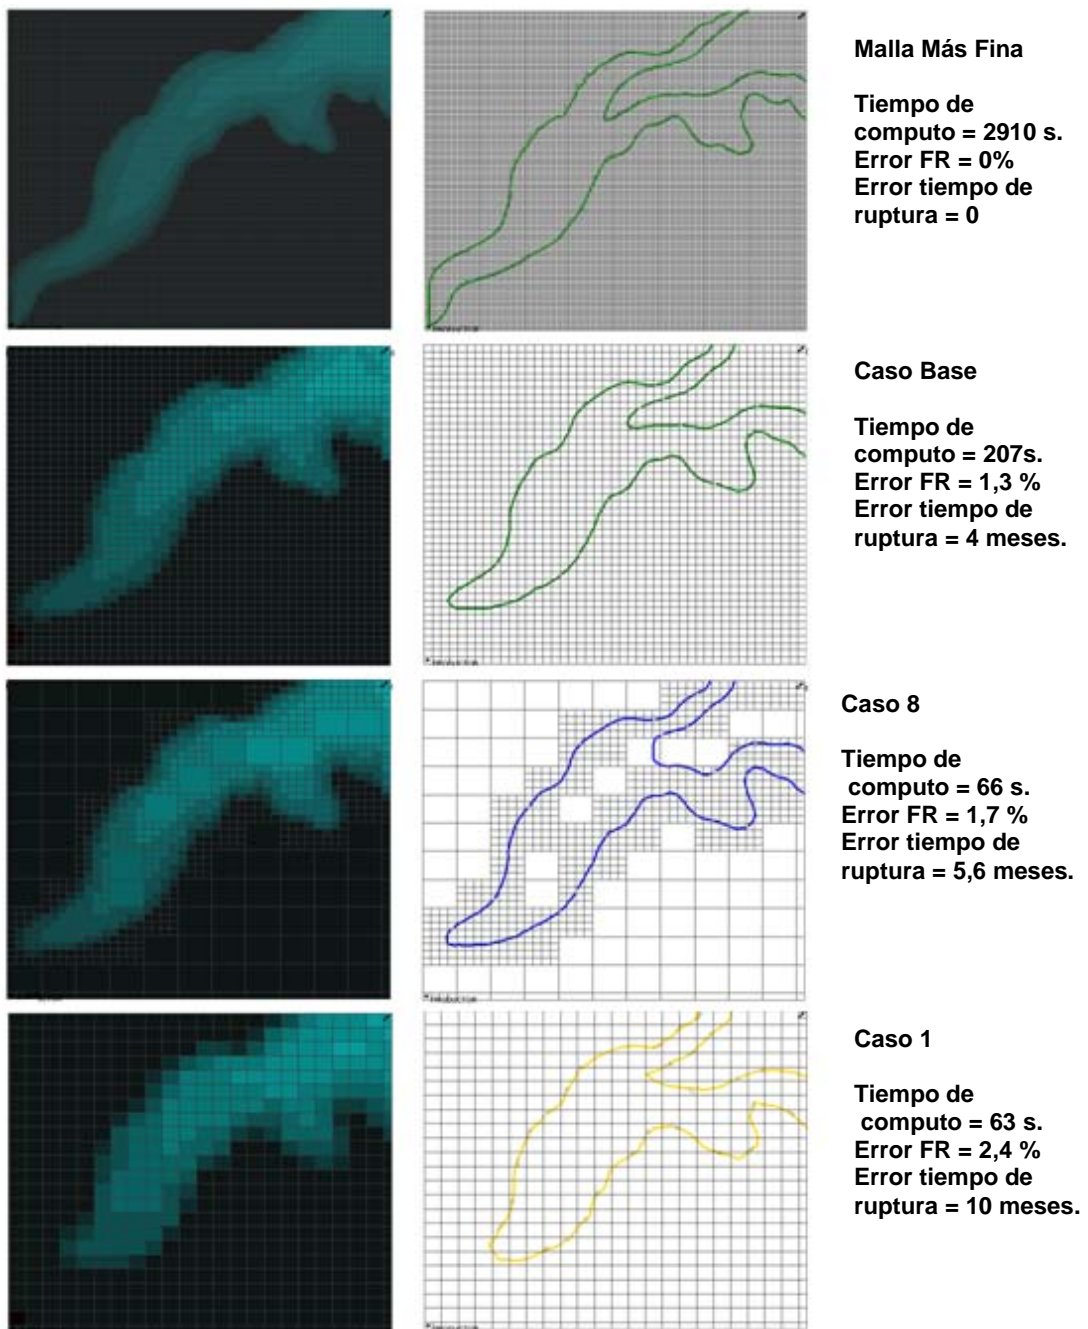 Malla Más Fina
Tiempo de
computo = 2910 s.
Error FR = 0%
Error tiempo de
ruptura = 0
Caso Base
Tiempo de
computo = 207s.
Error FR = 1,3 %
Error tiempo de
ruptura = 4 meses.
Caso 8
Tiempo de
computo = 66 s.
Error FR = 1,7 %
Error tiempo de
ruptura = 5,6 meses.
Caso 1
Tiempo de
computo = 63 s.
Error FR = 2,4 %
Error tiempo de
ruptura = 10 meses.